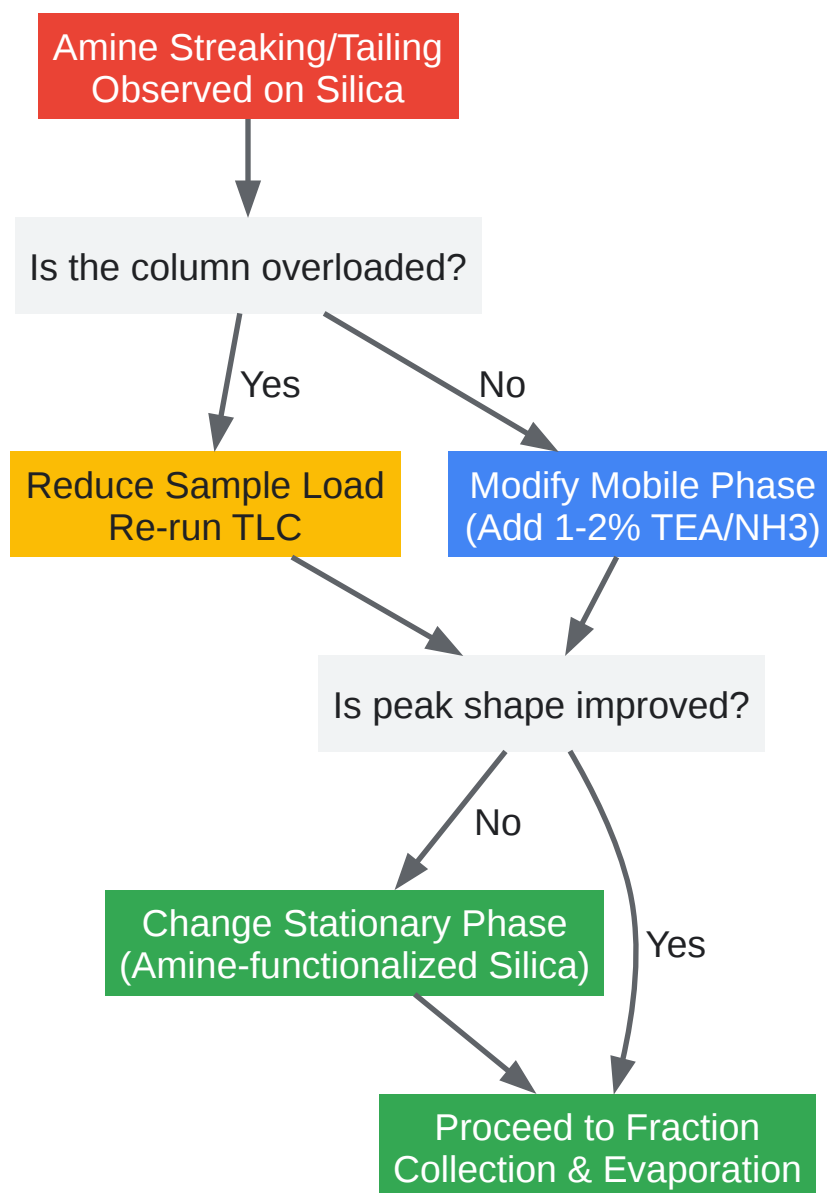 Amine Streaking/Tailing
Observed on Silica
Is the column overloaded?
Yes
No
Reduce Sample Load
Re-run TLC
Modify Mobile Phase
(Add 1-2% TEA/NH3)
Is peak shape improved?
No
Change Stationary Phase
(Amine-functionalized Silica)
Yes
Proceed to Fraction
Collection & Evaporation